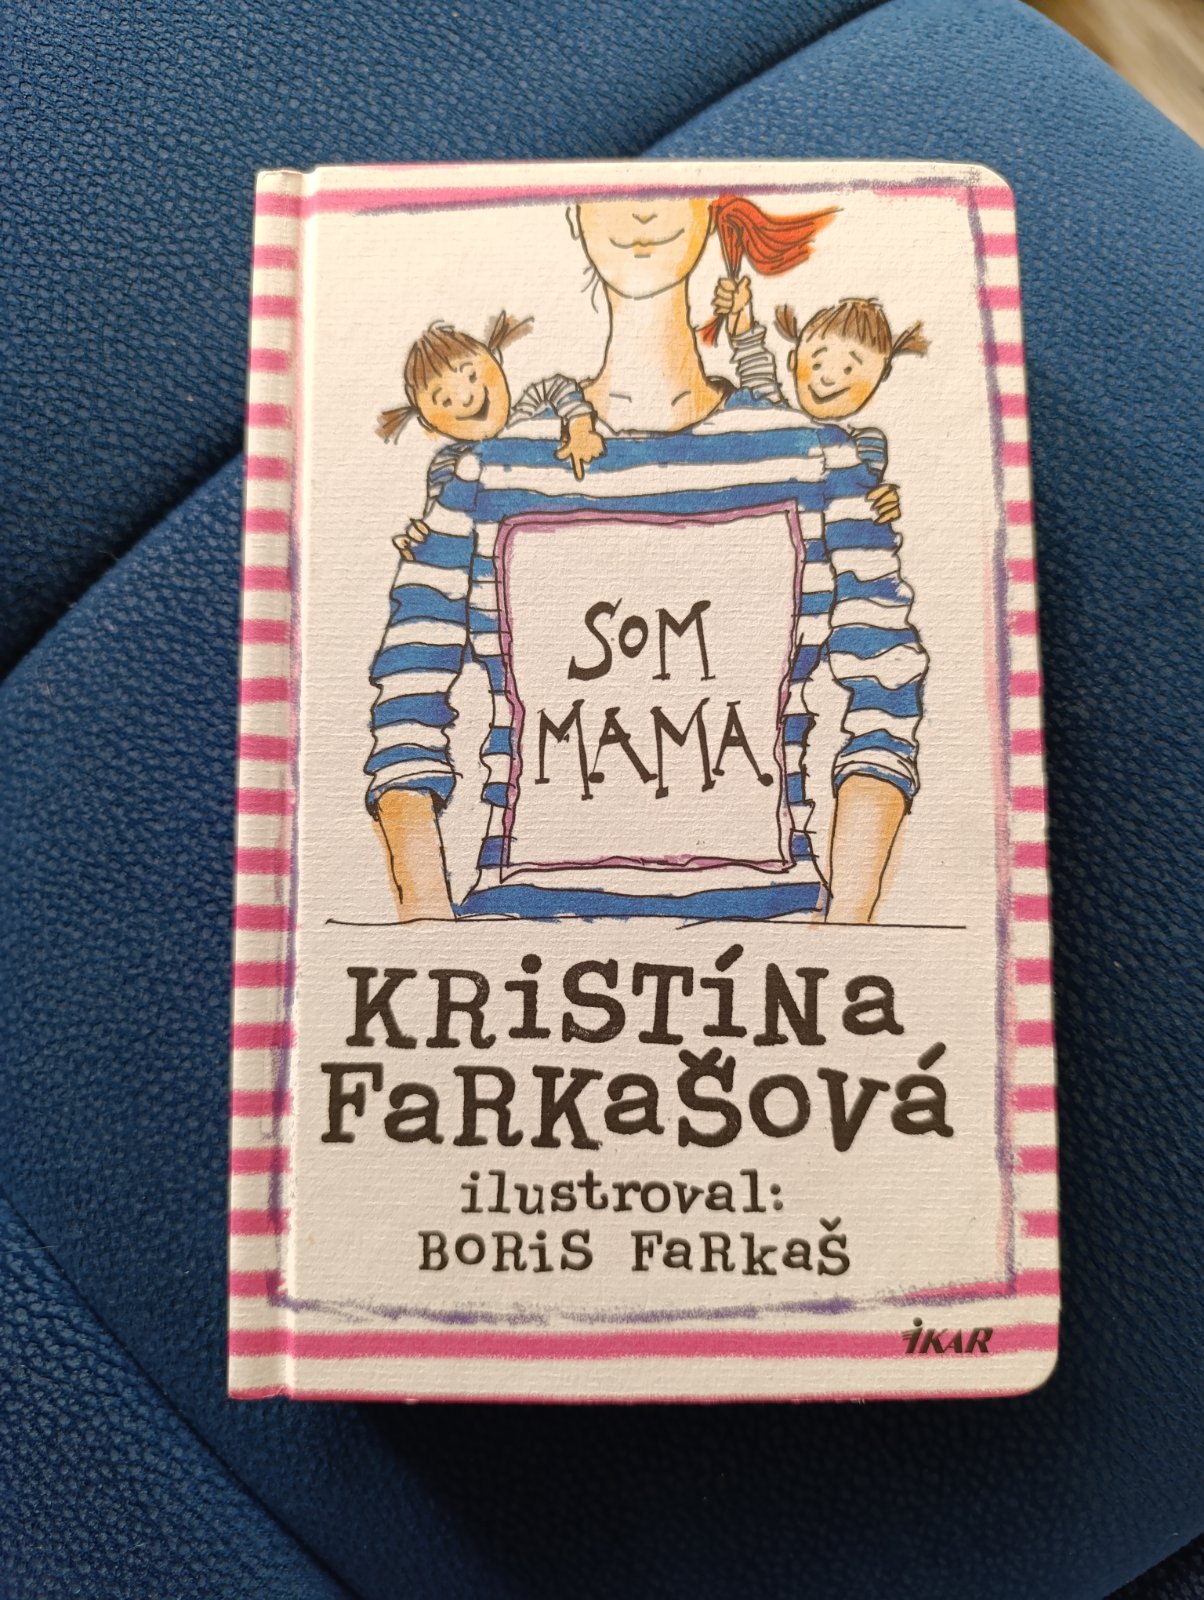 SoM
MAMA
KRiSTíNa
FaRKaŠová
ilustroval:
BoRiS FaRkaŠ
iKAR